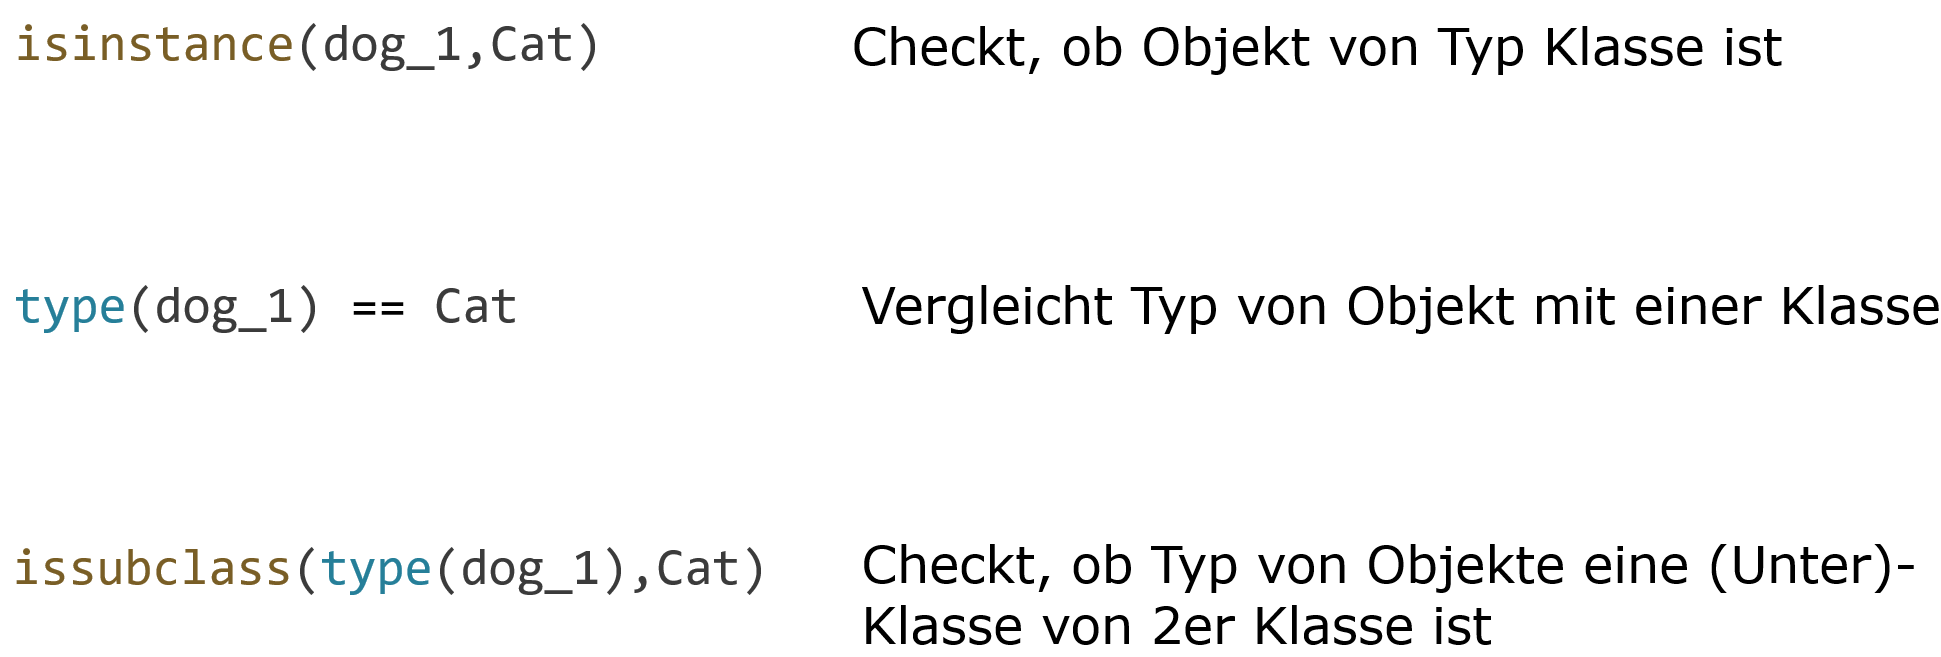 isinstance(dog_1,Cat) Checkt, ob Objekt von Typ Klasse ist
type(dog_1) == Cat Vergleicht Typ von Objekt mit einer Klasse
issubclass(type(dog_1),Cat) Checkt, ob Typ von Objekte eine (Unter)-
Klasse von 2er Klasse ist